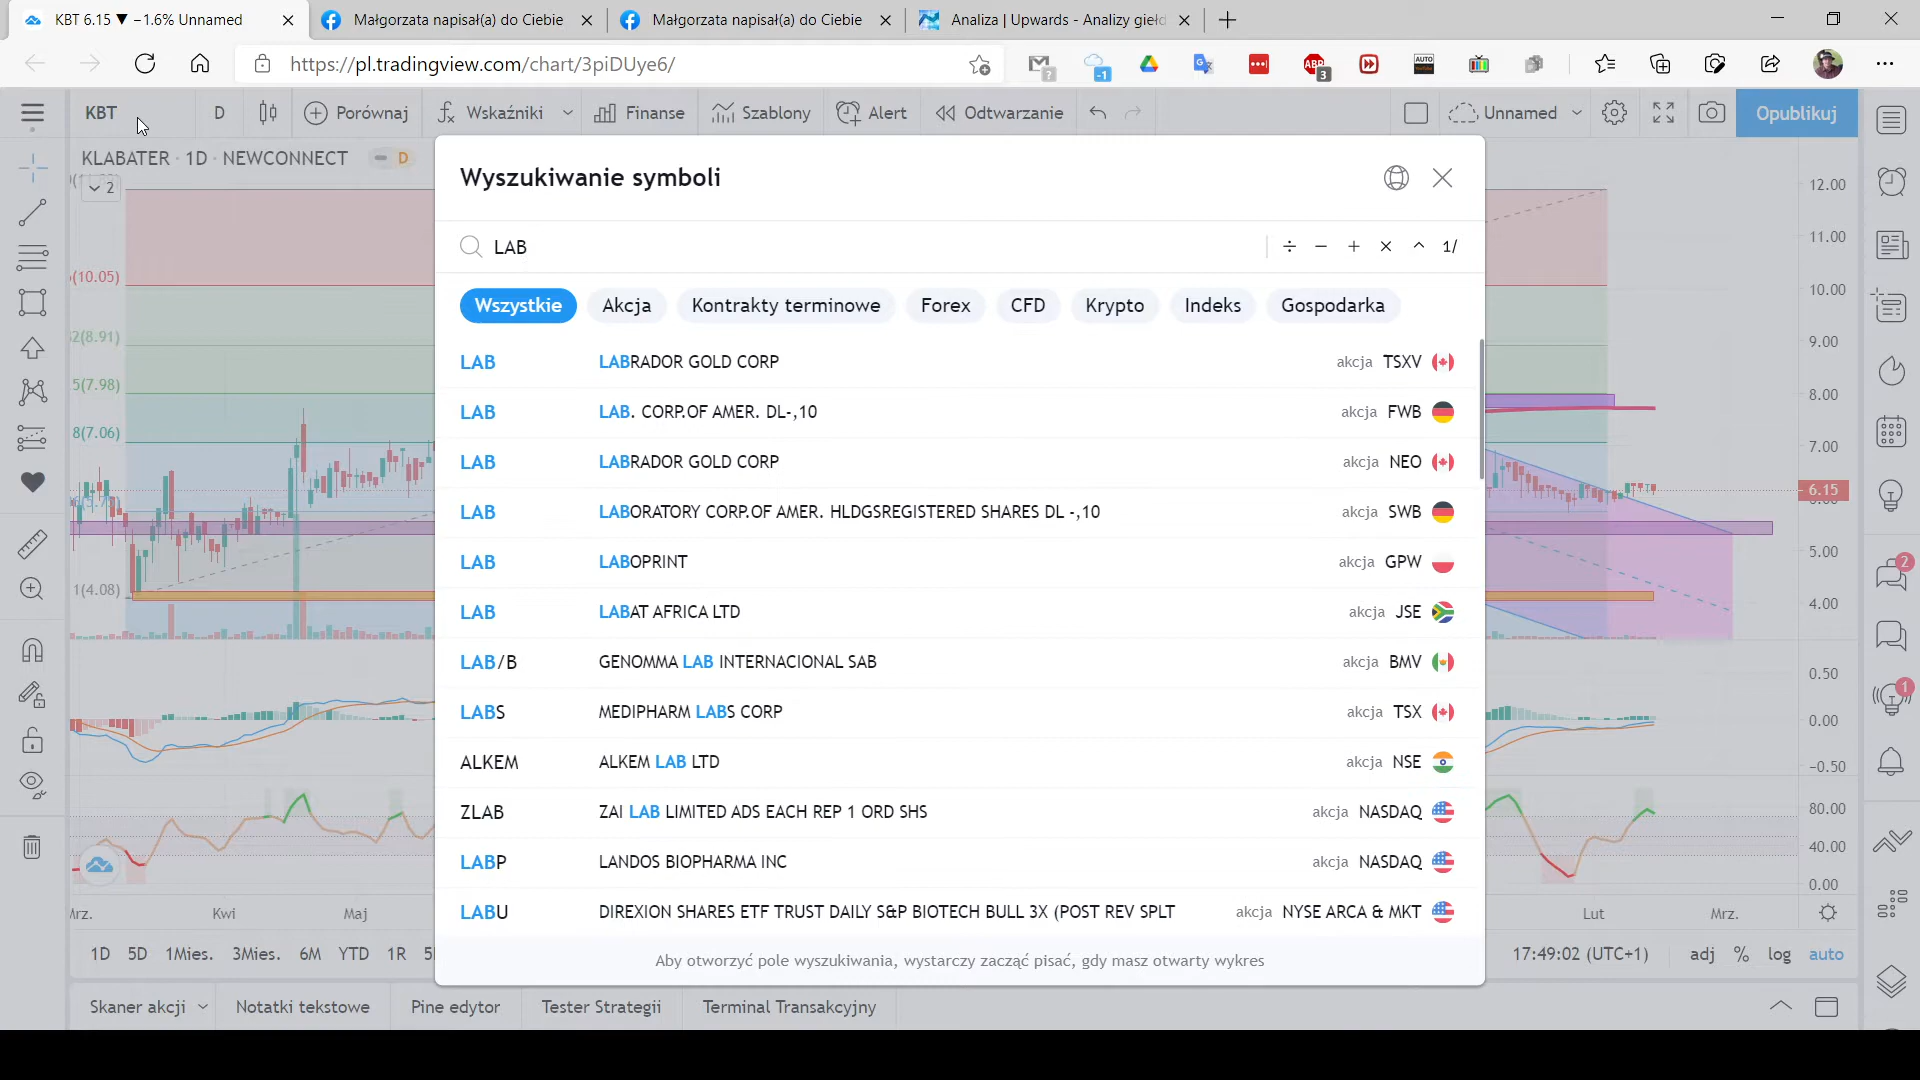 KBT 6.15 ▼ −1.6% Unnamed
Małgorzata napisał(a) do Ciebie
Małgorzata napisał(a) do Ciebie
Analiza | Upwards - Analizy giełd
https://pl.tradingview.com/chart/3piDUye6/
?
-1
ABP
3
AUTO
KBT
D
Porównaj
Wskaźniki
Finanse
Szablony
Alert
Odtwarzanie
Unnamed
Opublikuj
KLABATER · 1D · NEWCONNECT
D
2
Wyszukiwanie symboli
LAB
÷ − + × ^ 1/
Wszystkie
Akcja
Kontrakty terminowe
Forex
CFD
Krypto
Indeks
Gospodarka
LAB LABRADOR GOLD CORP akcja TSXV
LAB LAB. CORP.OF AMER. DL-,10 akcja FWB
LAB LABRADOR GOLD CORP akcja NEO
LAB LABORATORY CORP.OF AMER. HLDGSREGISTERED SHARES DL -,10 akcja SWB
LAB LABOPRINT akcja GPW
LAB LABAT AFRICA LTD akcja JSE
LAB/B GENOMMA LAB INTERNACIONAL SAB akcja BMV
LABS MEDIPHARM LABS CORP akcja TSX
ALKEM ALKEM LAB LTD akcja NSE
ZLAB ZAI LAB LIMITED ADS EACH REP 1 ORD SHS akcja NASDAQ
LABP LANDOS BIOPHARMA INC akcja NASDAQ
LABU DIREXION SHARES ETF TRUST DAILY S&P BIOTECH BULL 3X (POST REV SPLT akcja NYSE ARCA & MKT
Aby otworzyć pole wyszukiwania, wystarczy zacząć pisać, gdy masz otwarty wykres
(10.05)
(8.91)
5(7.98)
8(7.06)
1(4.08)
12.00
11.00
10.00
9.00
8.00
7.00
6.15
5.00
4.00
0.50
0.00
−0.50
80.00
40.00
0.00
2
1
Mrz.
Kwi
Maj
Lut
Mrz.
1D
5D
1Mies.
3Mies.
6M
YTD
1R
17:49:02 (UTC+1)
adj
%
log
auto
Skaner akcji
Notatki tekstowe
Pine edytor
Tester Strategii
Terminal Transakcyjny